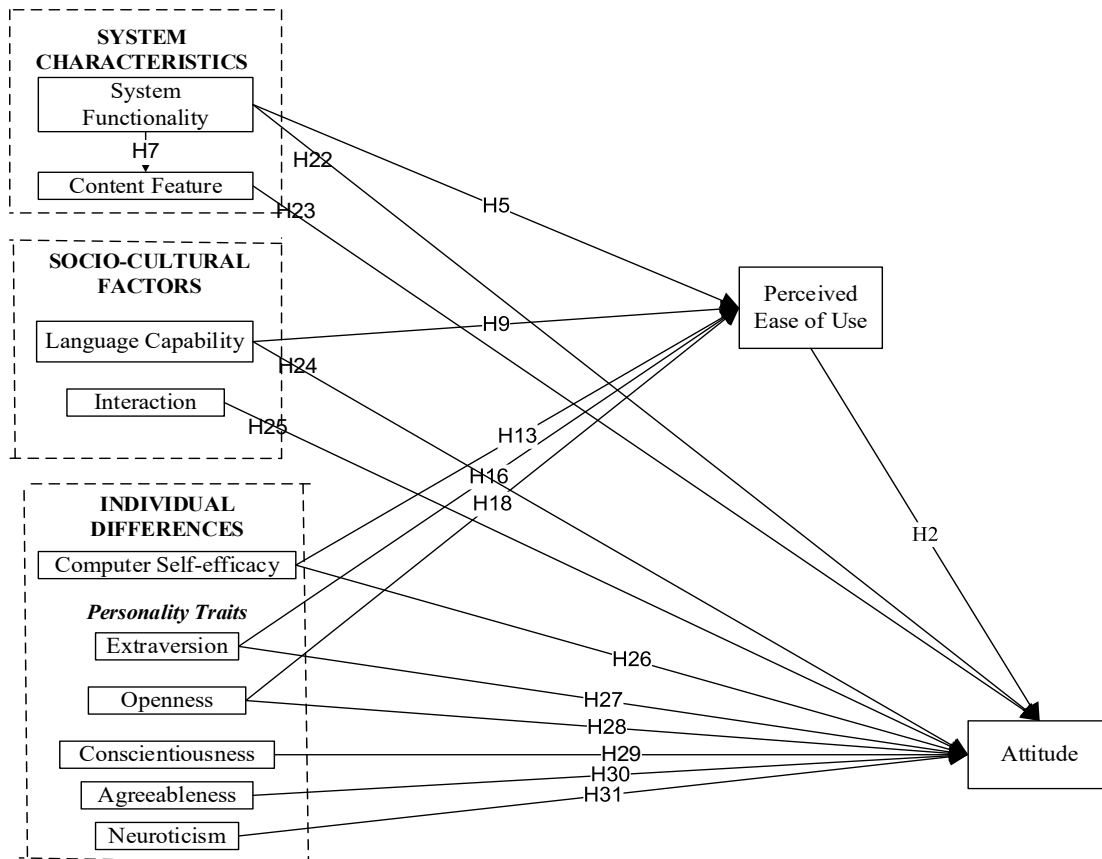 SYSTEM
CHARACTERISTICS
System
Functionality
H7
Content Feature
H22
H23
H5
SOCIO-CULTURAL
FACTORS
Language Capability
H9
H24
Interaction
H25
Perceived
Ease of Use
H13
H16
H18
H2
INDIVIDUAL
DIFFERENCES
Computer Self-efficacy
Personality Traits
Extraversion
H26
Openness
H27
H28
Conscientiousness
H29
Attitude
Agreeableness
H30
H31
Neuroticism